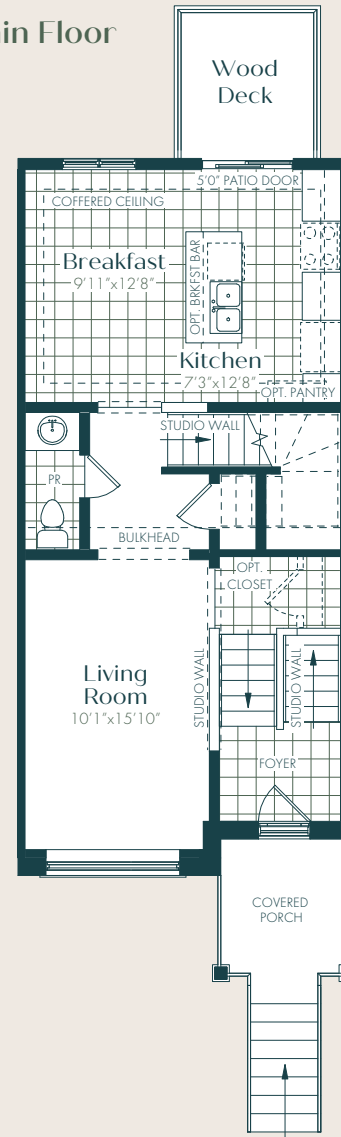 in Floor
Wood
Deck
5'0" PATIO DOOR
COFFERED CEILING
Breakfast
9'11"x12'8"
OPT. BRKFST BAR
Kitchen
7'3"x12'8"
OPT. PANTRY
STUDIO WALL
PR
BULKHEAD
OPT.
CLOSET
Living
Room
10'1"x15'10"
STUDIO WALL
STUDIO WALL
FOYER
COVERED
PORCH